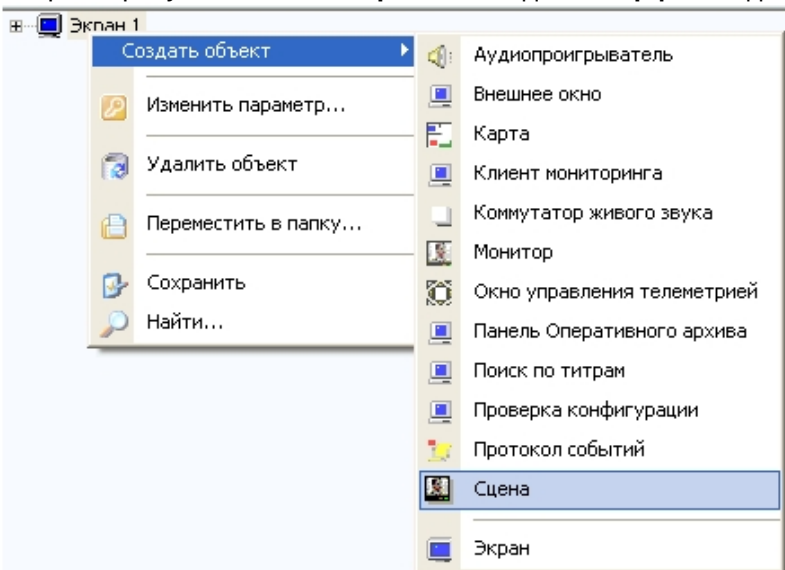 Экран 1
Создать объект
Изменить параметр...
Удалить объект
Переместить в папку...
Сохранить
Найти...
Аудиопроигрыватель
Внешнее окно
Карта
Клиент мониторинга
Коммутатор живого звука
Монитор
Окно управления телеметрией
Панель Оперативного архива
Поиск по титрам
Проверка конфигурации
Протокол событий
Сцена
Экран